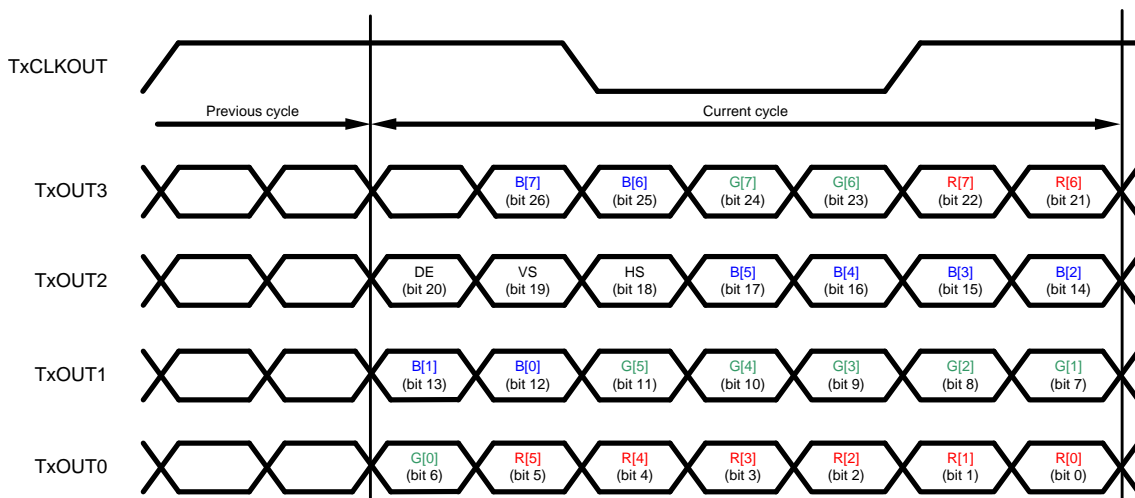 TxCLKOUT
Previous cycle Current cycle
TxOUT3 B[7] B[6] G[7] G[6] R[7] R[6]
(bit 26) (bit 25) (bit 24) (bit 23) (bit 22) (bit 21)
TxOUT2 DE VS HS B[5] B[4] B[3] B[2]
(bit 20) (bit 19) (bit 18) (bit 17) (bit 16) (bit 15) (bit 14)
TxOUT1 B[1] B[0] G[5] G[4] G[3] G[2] G[1]
(bit 13) (bit 12) (bit 11) (bit 10) (bit 9) (bit 8) (bit 7)
TxOUT0 G[0] R[5] R[4] R[3] R[2] R[1] R[0]
(bit 6) (bit 5) (bit 4) (bit 3) (bit 2) (bit 1) (bit 0)